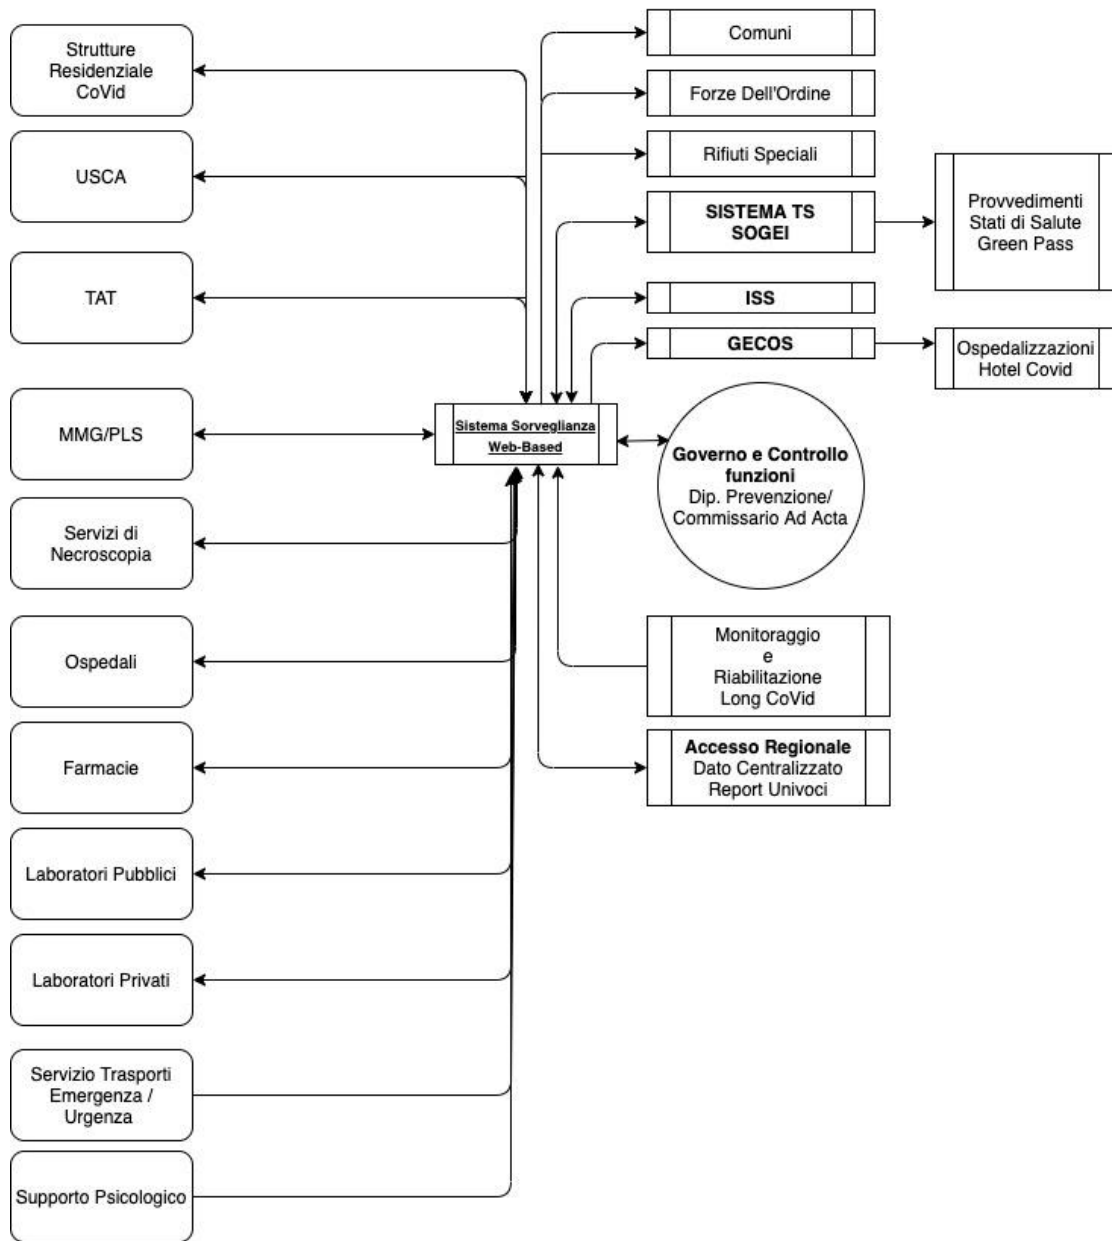 Strutture
Residenziale
CoVid
USCA
TAT
MMG/PLS
Servizi di
Necroscopia
Ospedali
Farmacie
Laboratori Pubblici
Laboratori Privati
Servizio Trasporti
Emergenza /
Urgenza
Supporto Psicologico
Sistema Sorveglianza
Web-Based
Comuni
Forze Dell'Ordine
Rifiuti Speciali
SISTEMA TS
SOGEI
ISS
GECOS
Provvedimenti
Stati di Salute
Green Pass
Ospedalizzazioni
Hotel Covid
Governo e Controllo
funzioni
Dip. Prevenzione/
Commissario Ad Acta
Monitoraggio
e
Riabilitazione
Long CoVid
Accesso Regionale
Dato Centralizzato
Report Univoci